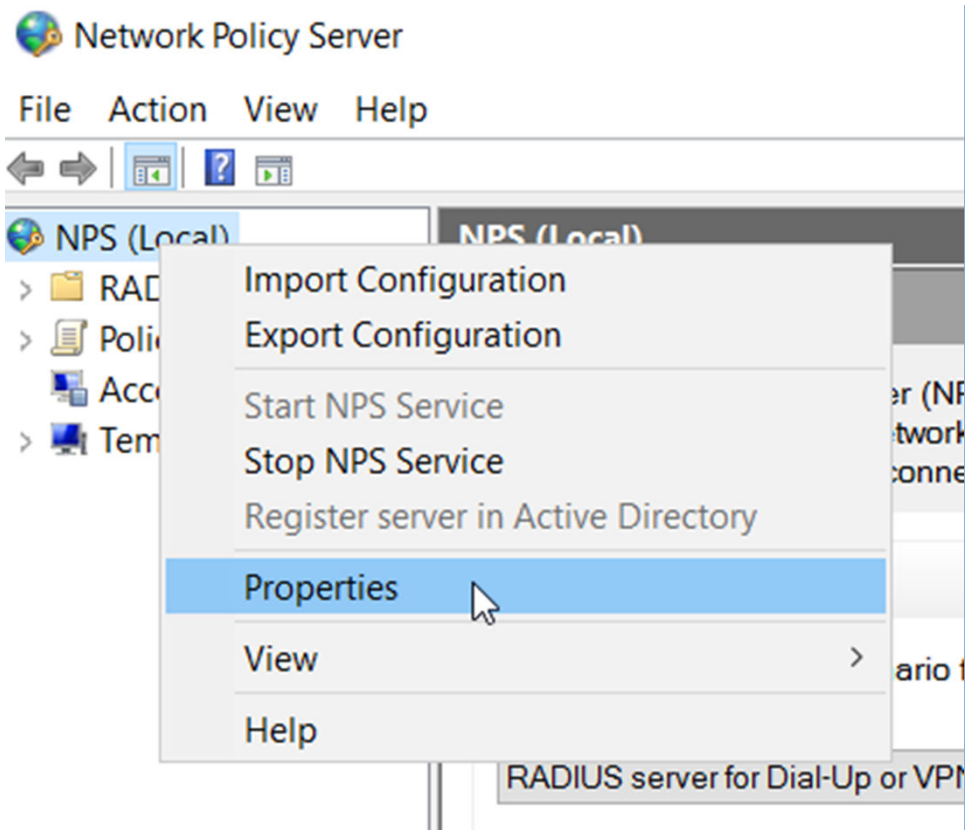 Network Policy Server
File Action View Help
NPS (Local)
NPS (Local)
Import Configuration
Export Configuration
Start NPS Service
Stop NPS Service
Register server in Active Directory
Properties
View
Help
RADIUS server for Dial-Up or VPN